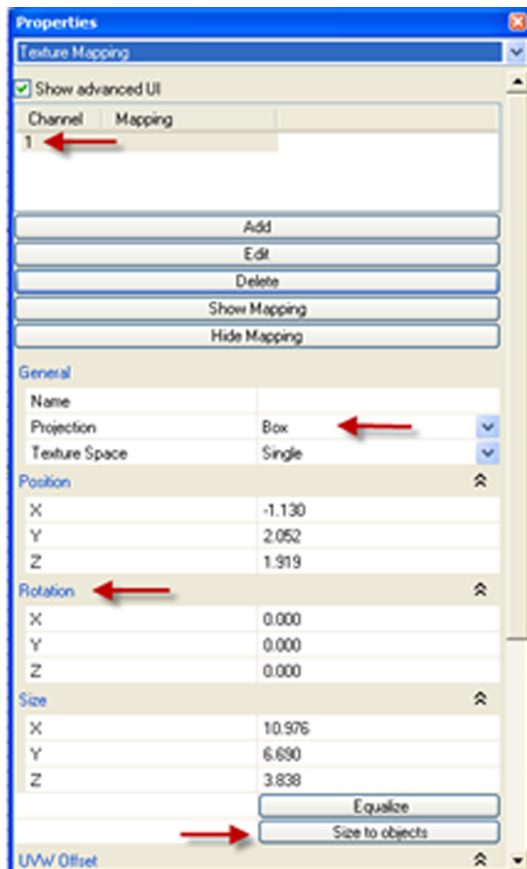 Properties
Texture Mapping
Show advanced UI
Channel Mapping
1
Add
Edit
Delete
Show Mapping
Hide Mapping
General
Name
Projection Box
Texture Space Single
Position
X -1.130
Y 2.052
Z 1.919
Rotation
X 0.000
Y 0.000
Z 0.000
Size
X 10.976
Y 6.690
Z 3.838
Equalize
Size to objects
UVW Offset